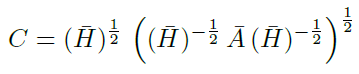 C = (H̄)^{1/2} ((H̄)^{-1/2} Ā (H̄)^{-1/2})^{1/2}